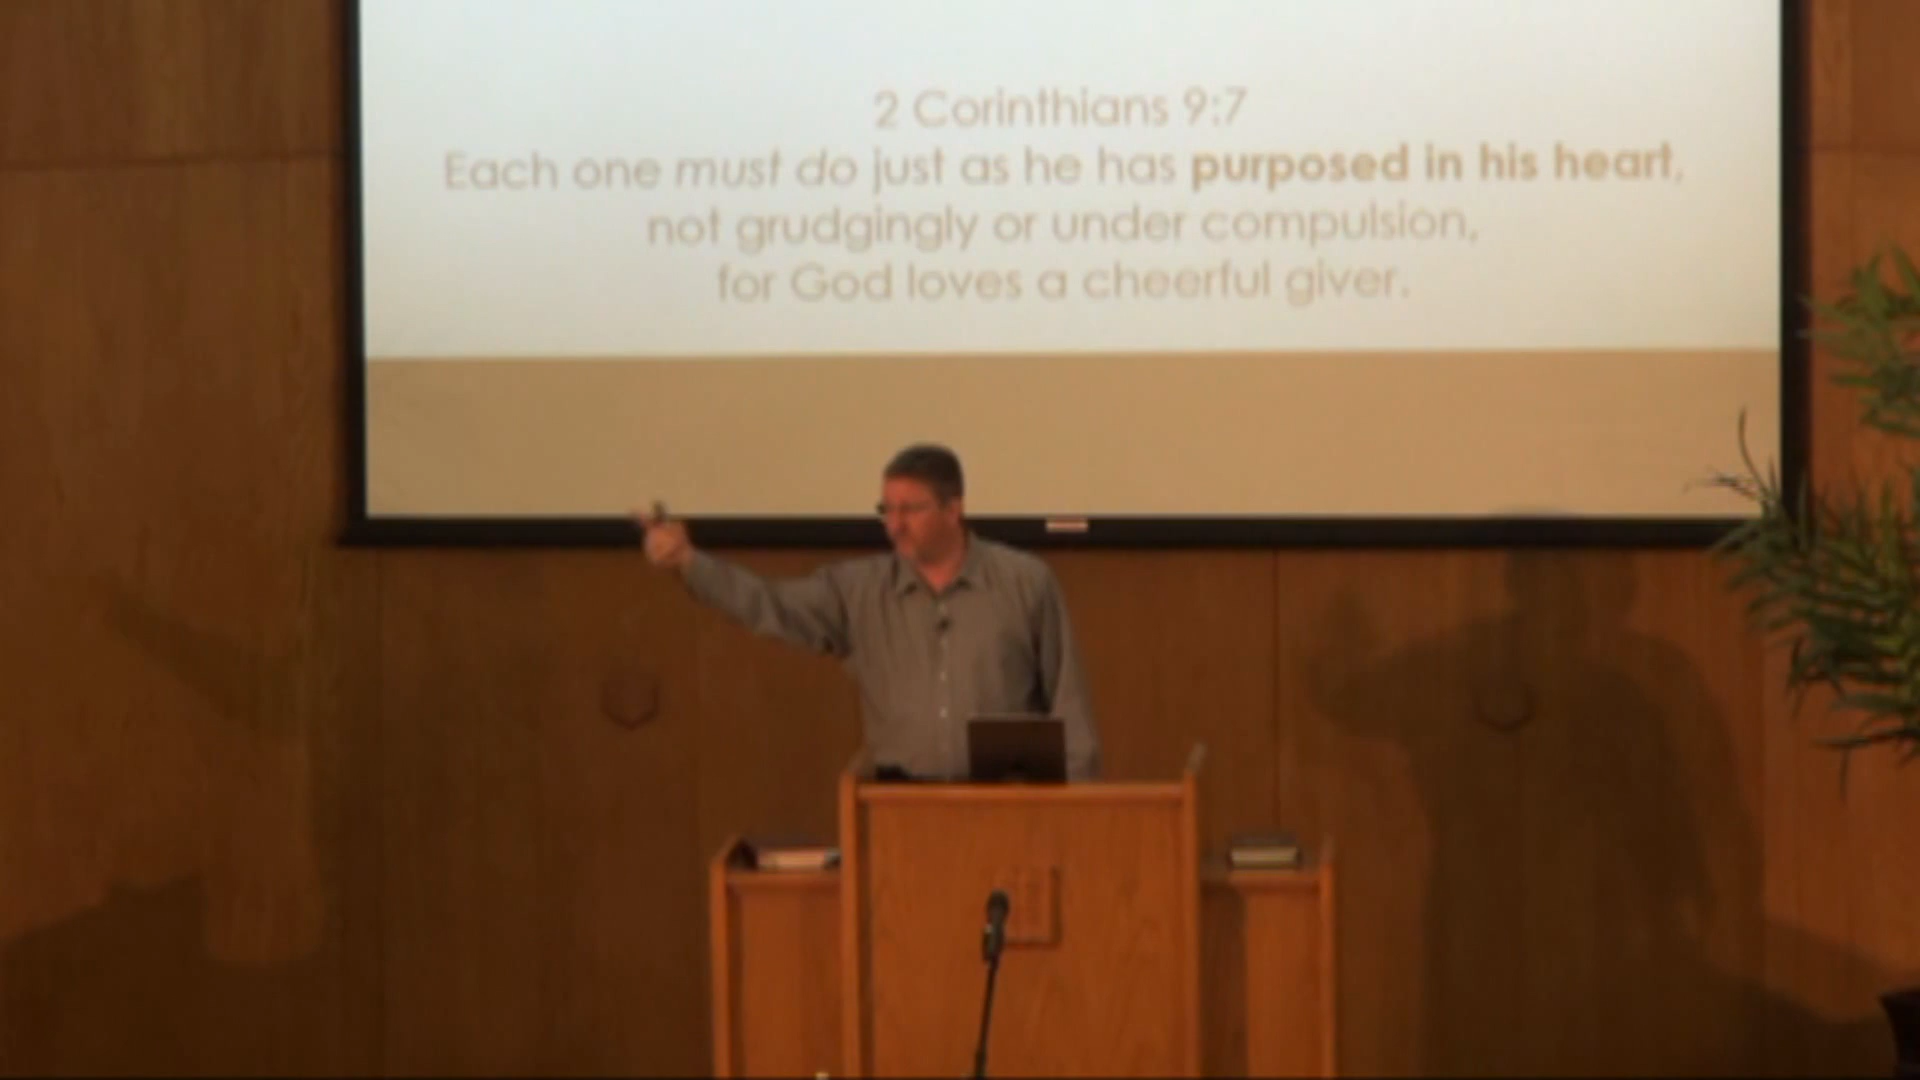 2 Corinthians 9:7
Each one must do just as he has purposed in his heart,
not grudgingly or under compulsion,
for God loves a cheerful giver.